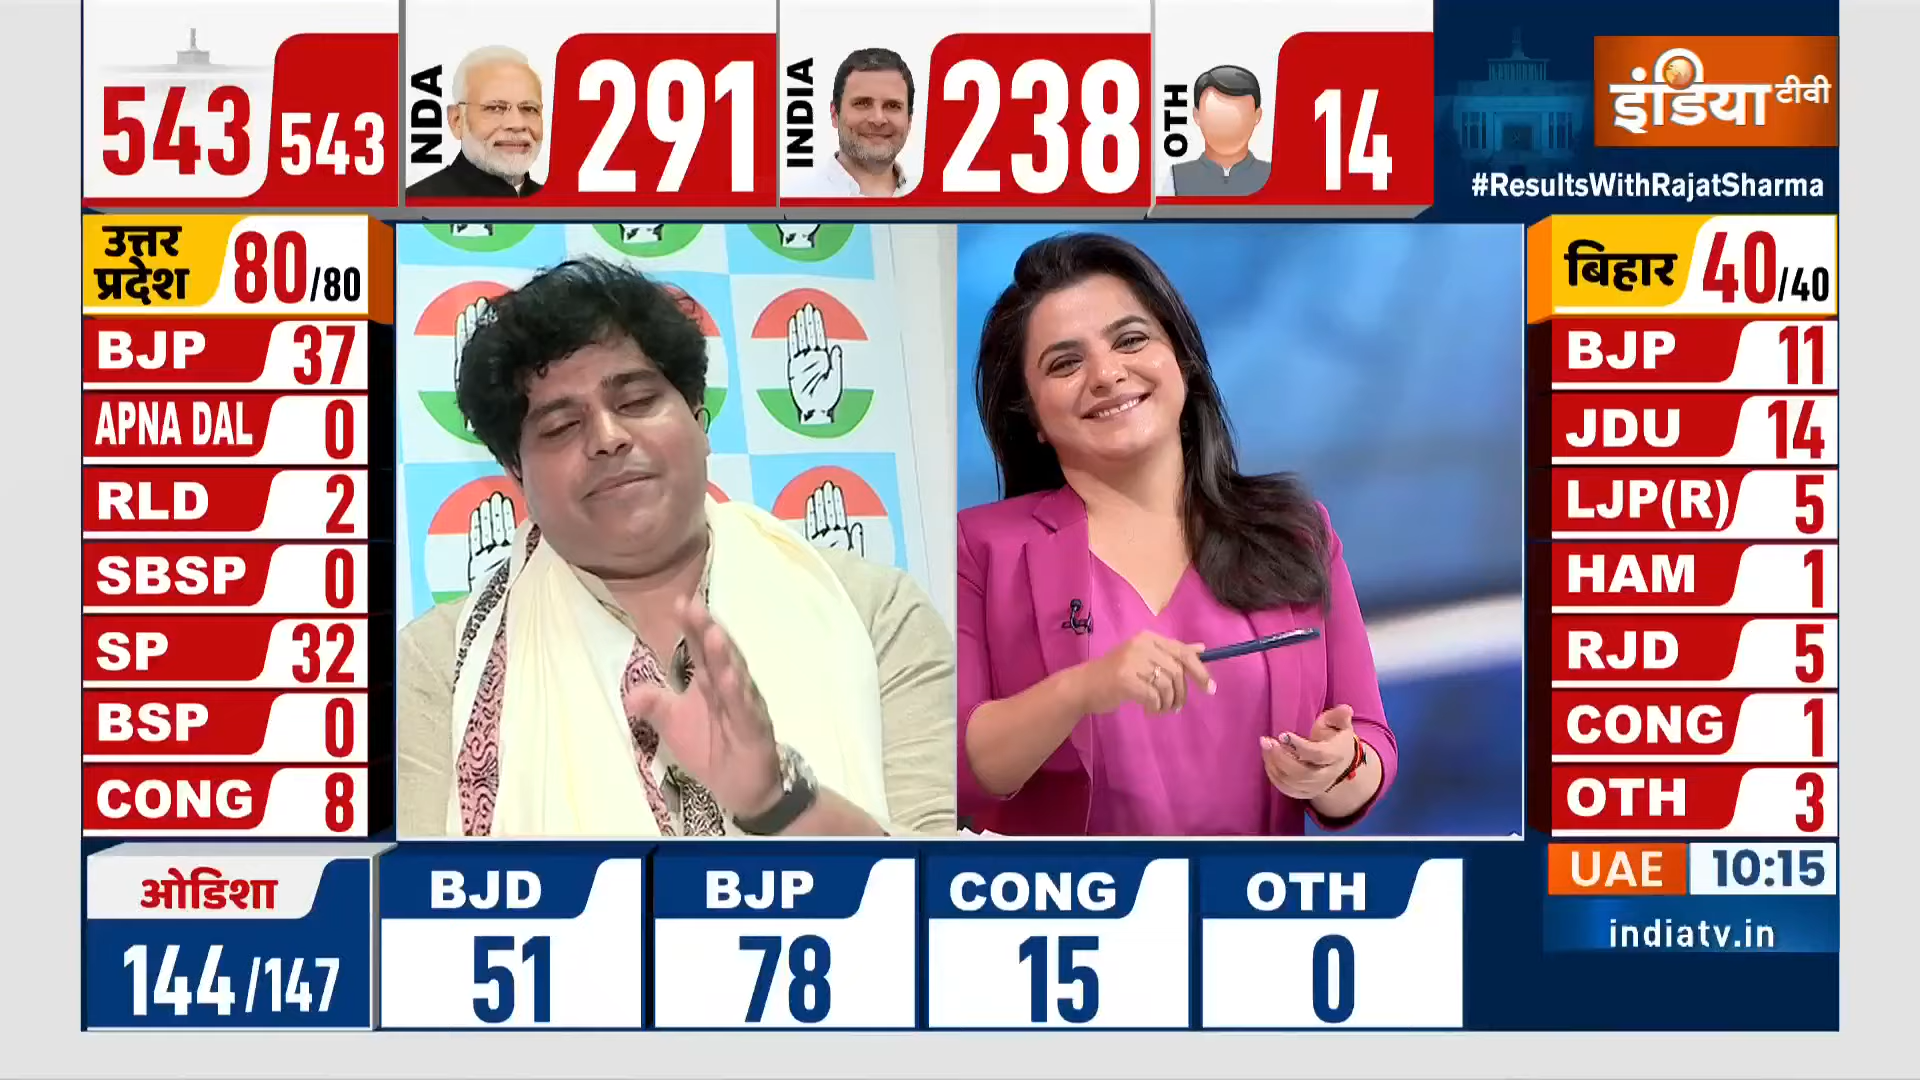 543
543
NDA
291
INDIA
238
OTH
14
इंडिया टीवी
#ResultsWithRajatSharma
उत्तर
प्रदेश
80/80
BJP 37
APNA DAL 0
RLD 2
SBSP 0
SP 32
BSP 0
CONG 8
बिहार 40/40
BJP 11
JDU 14
LJP(R) 5
HAM 1
RJD 5
CONG 1
OTH 3
UAE 10:15
indiatv.in
ओडिशा
144/147
BJD
51
BJP
78
CONG
15
OTH
0